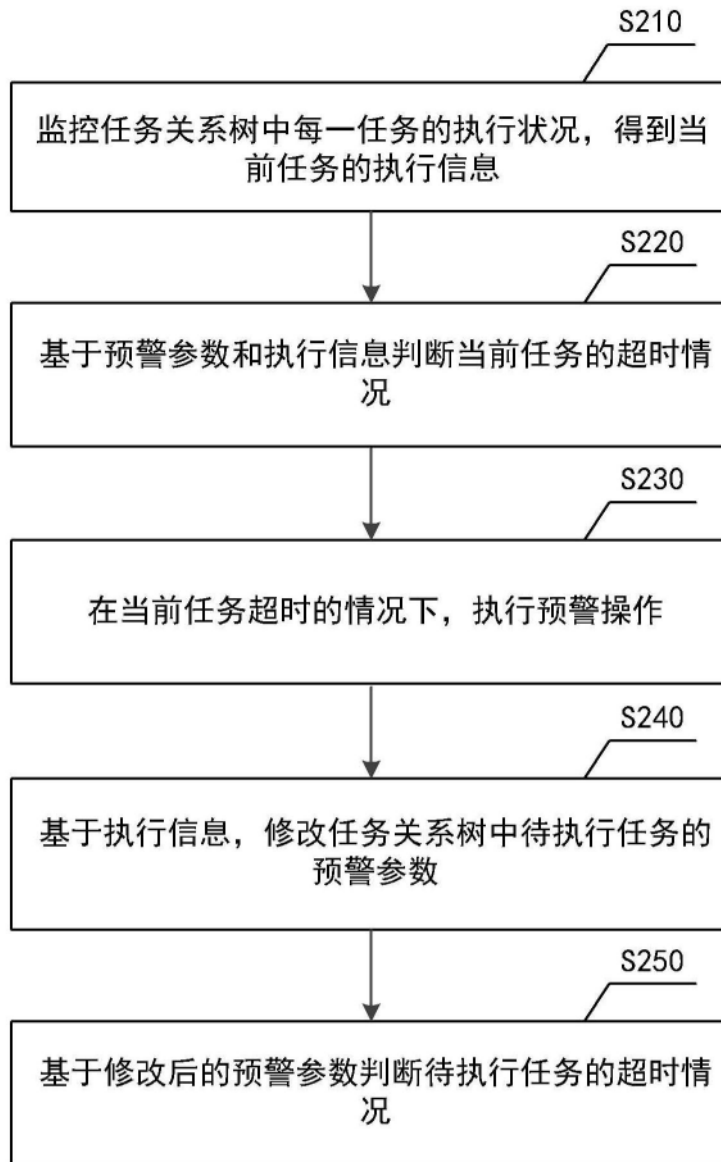 S210
监控任务关系树中每一任务的执行状况，得到当
前任务的执行信息
S220
基于预警参数和执行信息判断当前任务的超时情
况
S230
在当前任务超时的情况下，执行预警操作
S240
基于执行信息，修改任务关系树中待执行任务的
预警参数
S250
基于修改后的预警参数判断待执行任务的超时情
况